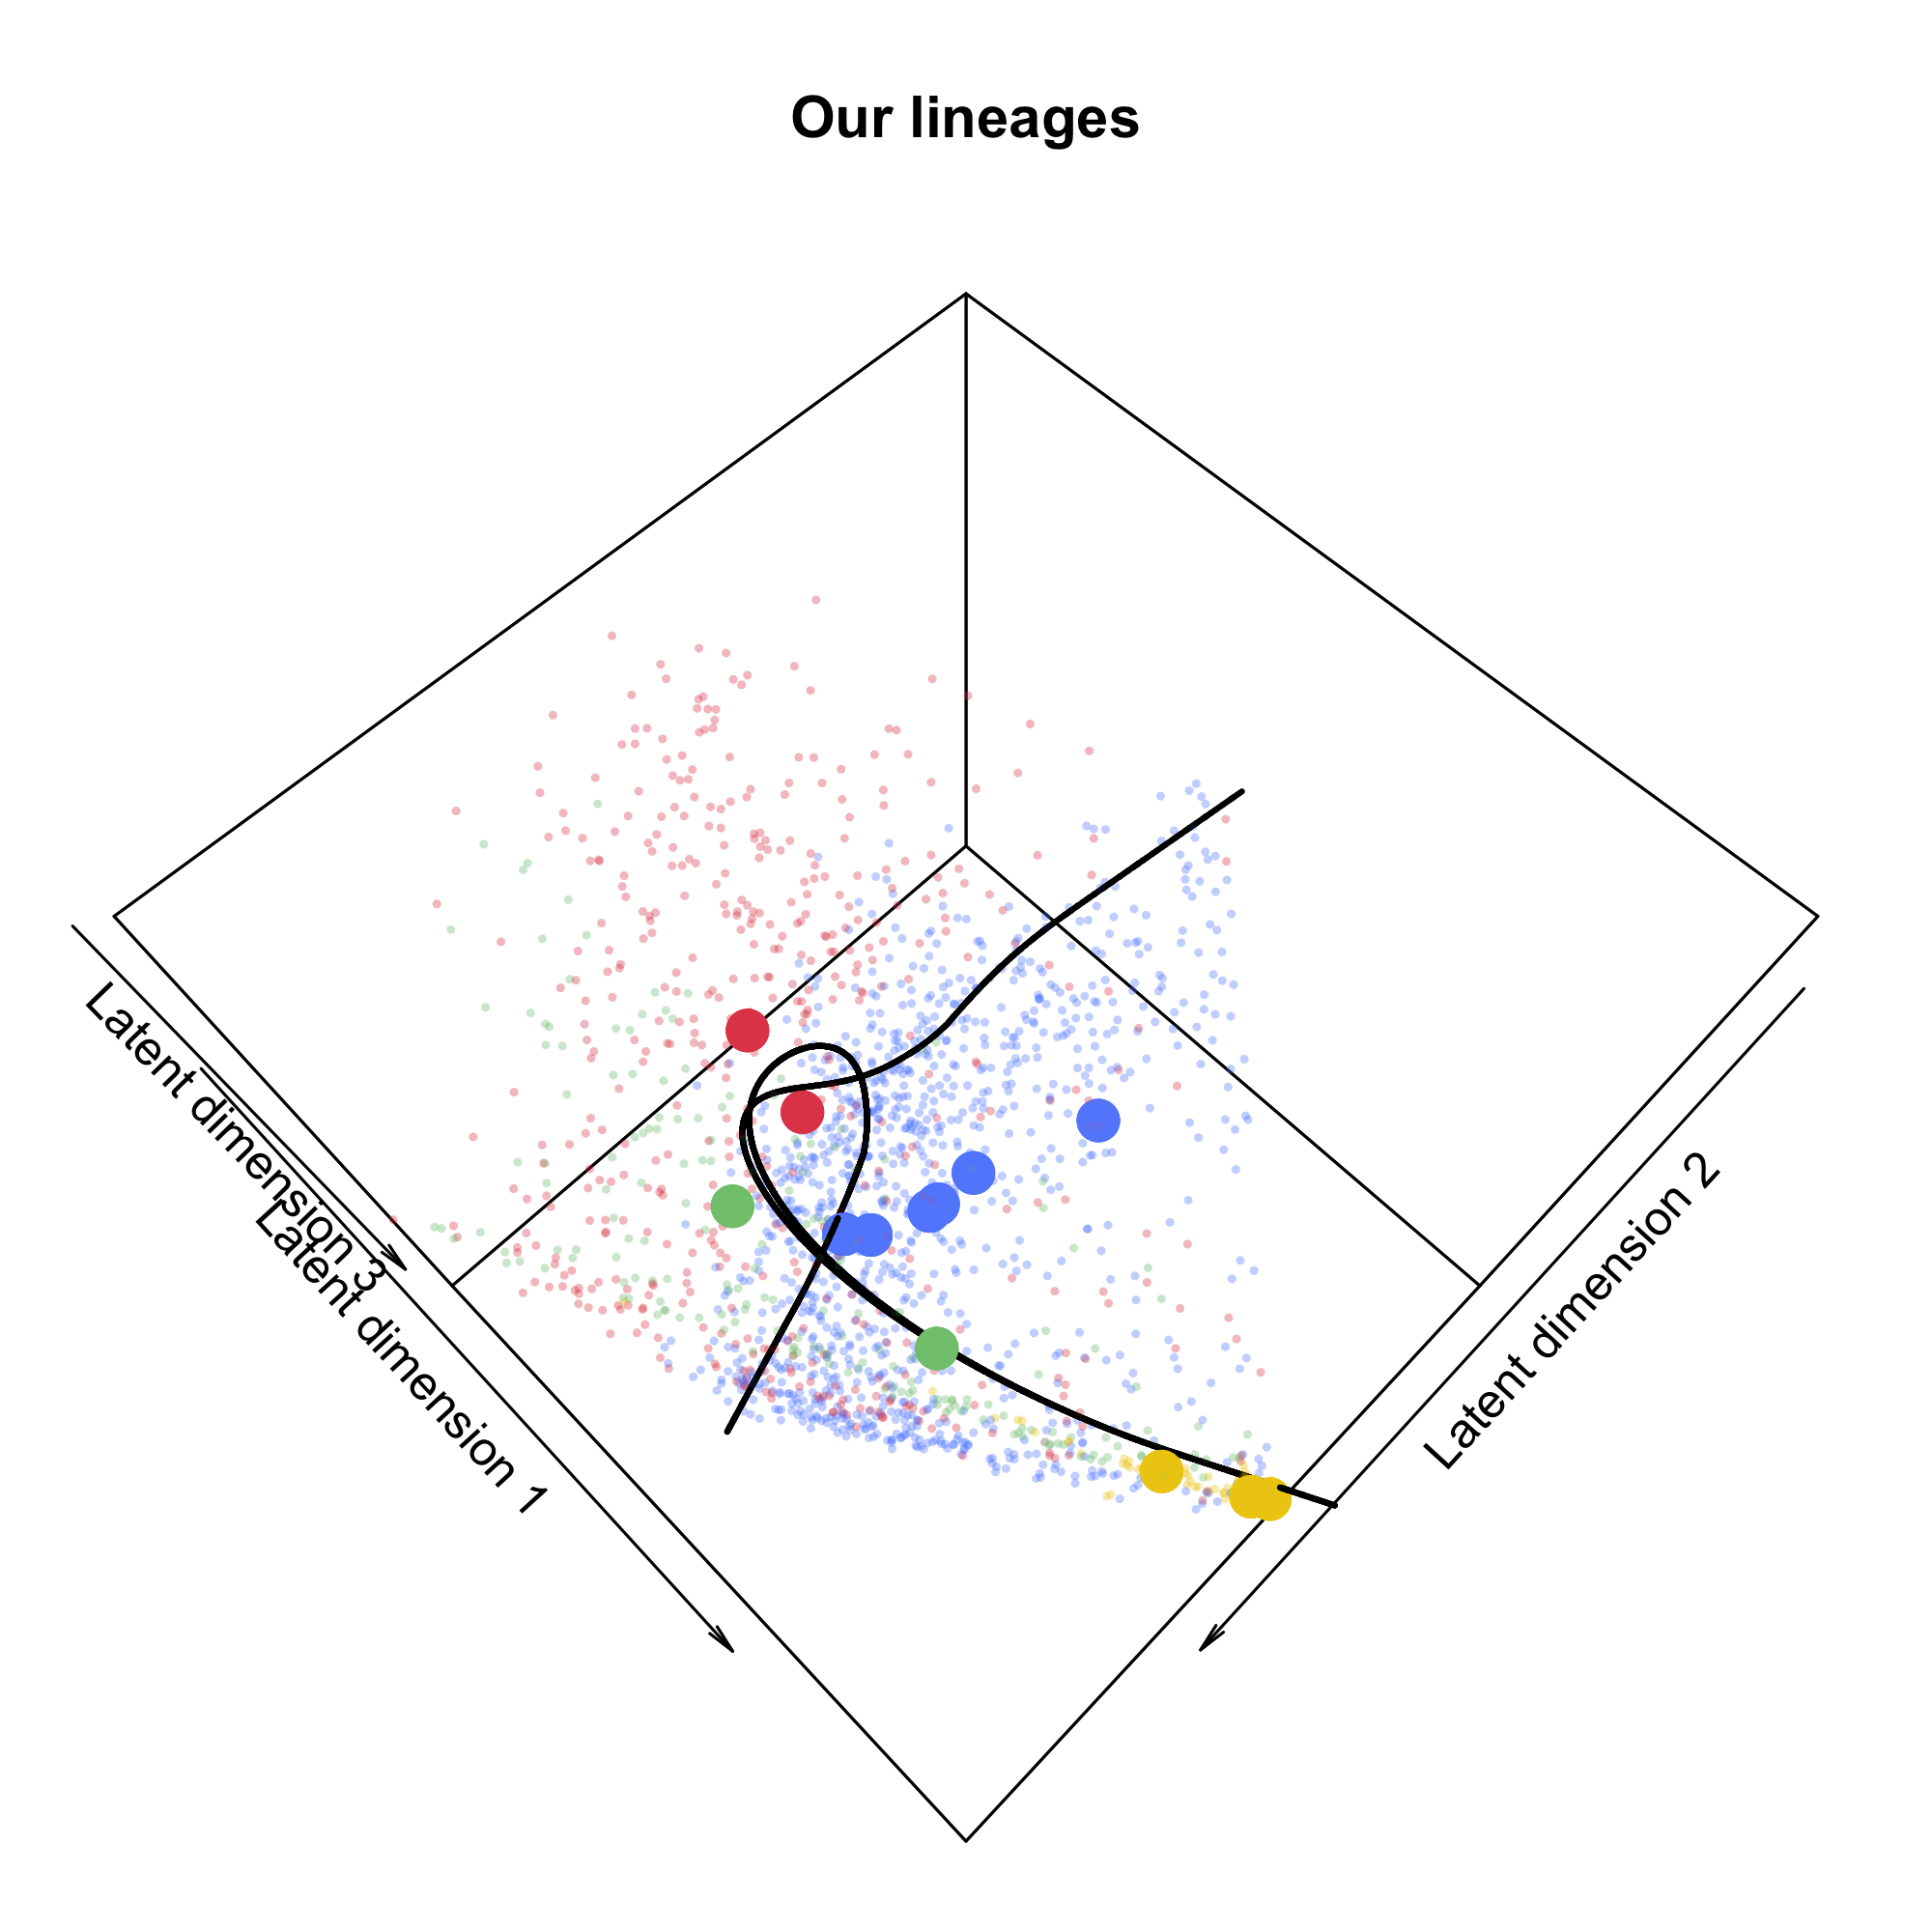 Our lineages
Latent dimension 3
Latent dimension 1
Latent dimension 2